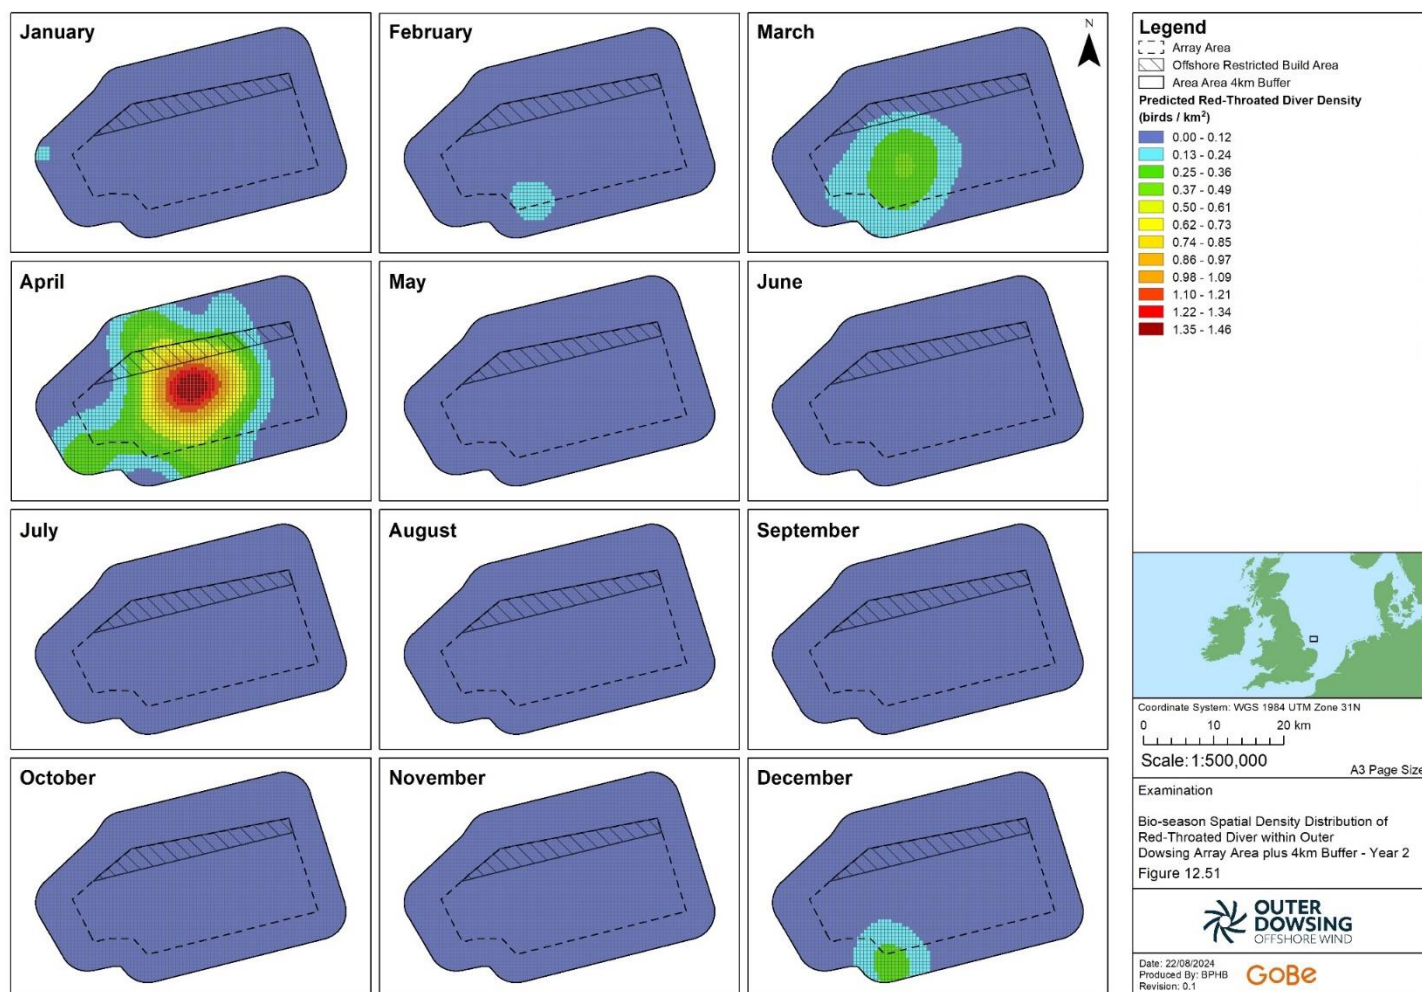 January
February
March
N
April
May
June
July
August
September
October
November
December
Legend
Array Area
Offshore Restricted Build Area
Area Area 4km Buffer
Predicted Red-Throated Diver Density
(birds / km²)
0.00 - 0.12
0.13 - 0.24
0.25 - 0.36
0.37 - 0.49
0.50 - 0.61
0.62 - 0.73
0.74 - 0.85
0.86 - 0.97
0.98 - 1.09
1.10 - 1.21
1.22 - 1.34
1.35 - 1.46
Coordinate System: WGS 1984 UTM Zone 31N
0 10 20 km
Scale: 1:500,000
A3 Page Size
Examination
Bio-season Spatial Density Distribution of
Red-Throated Diver within Outer
Dowsing Array Area plus 4km Buffer - Year 2
Figure 12.51
OUTER
DOWSING
OFFSHORE WIND
Date: 22/08/2024
Produced By: BPHB
Revision: 0.1
GoBe